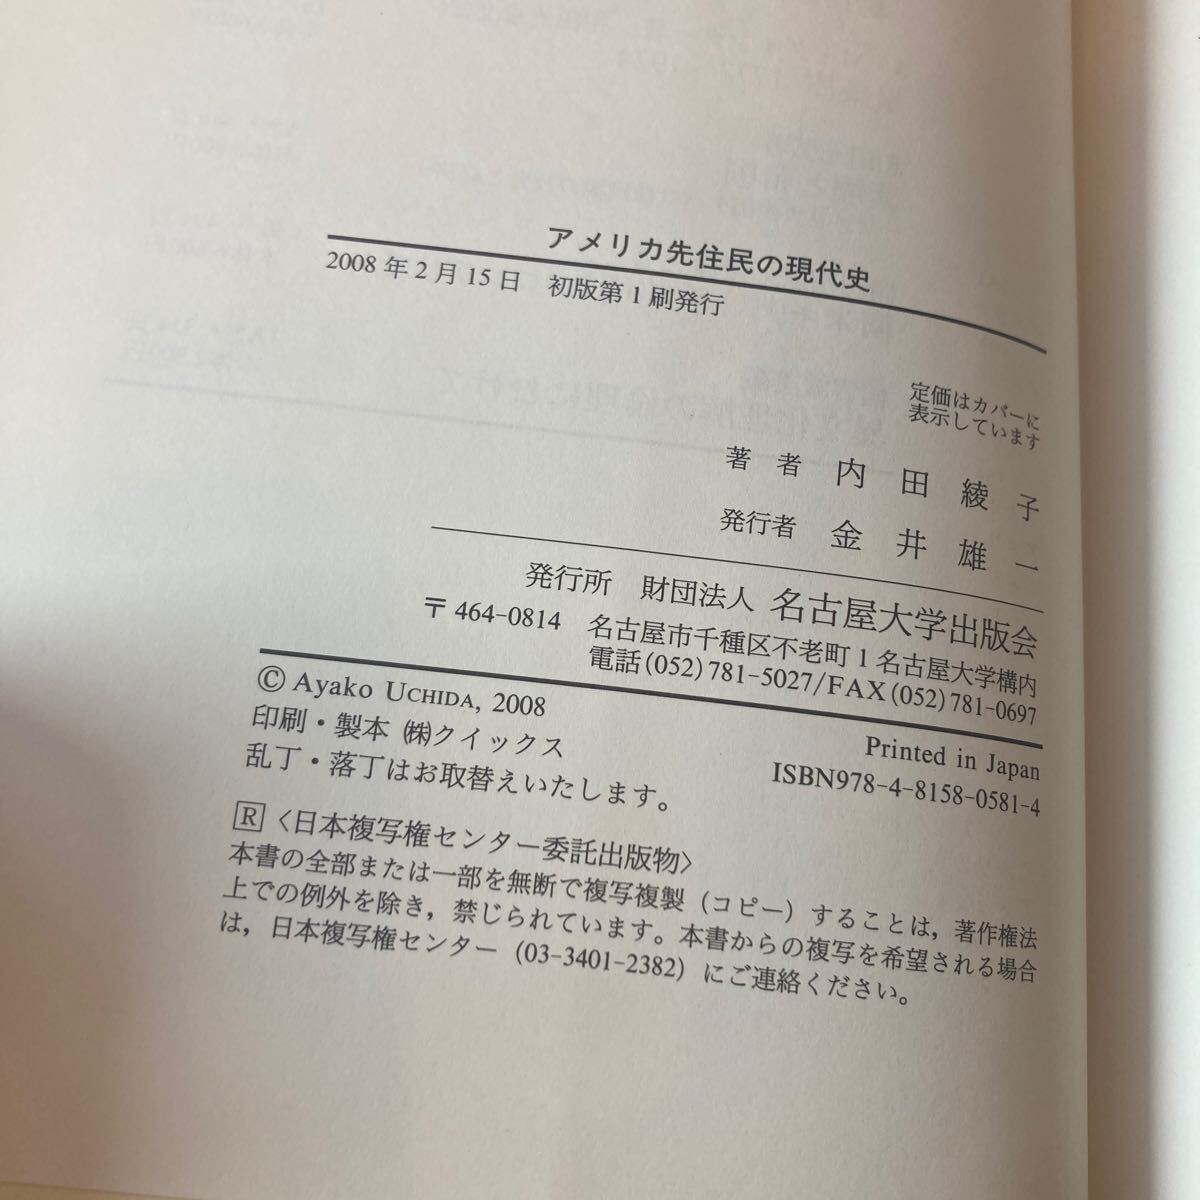 アメリカ先住民の現代史
2008年2月15日　初版第1刷発行
定価はカバーに
表示しています
著者　内田綾子
発行者　金井雄一
発行所　財団法人　名古屋大学出版会
〒464-0814　名古屋市千種区不老町1名古屋大学構内
電話(052)781-5027/FAX(052)781-0697
© Ayako UCHIDA, 2008
Printed in Japan
印刷・製本 ㈱クイックス
ISBN978-4-8158-0581-4
乱丁・落丁はお取替えいたします。
R〈日本複写権センター委託出版物〉
本書の全部または一部を無断で複写複製（コピー）することは，著作権法
上での例外を除き，禁じられています。本書からの複写を希望される場合
は，日本複写権センター（03-3401-2382）にご連絡ください。